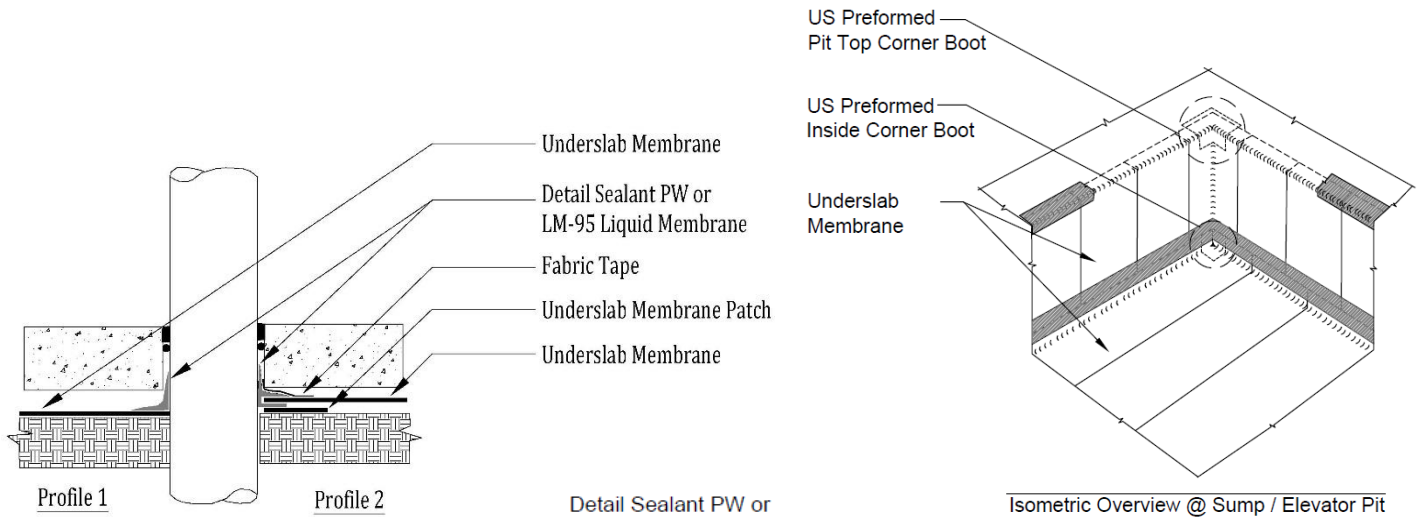 Underslab Membrane
Detail Sealant PW or
LM-95 Liquid Membrane
Fabric Tape
Underslab Membrane Patch
Underslab Membrane
Profile 1
Profile 2
Detail Sealant PW or
US Preformed
Pit Top Corner Boot
US Preformed
Inside Corner Boot
Underslab
Membrane
Isometric Overview @ Sump / Elevator Pit